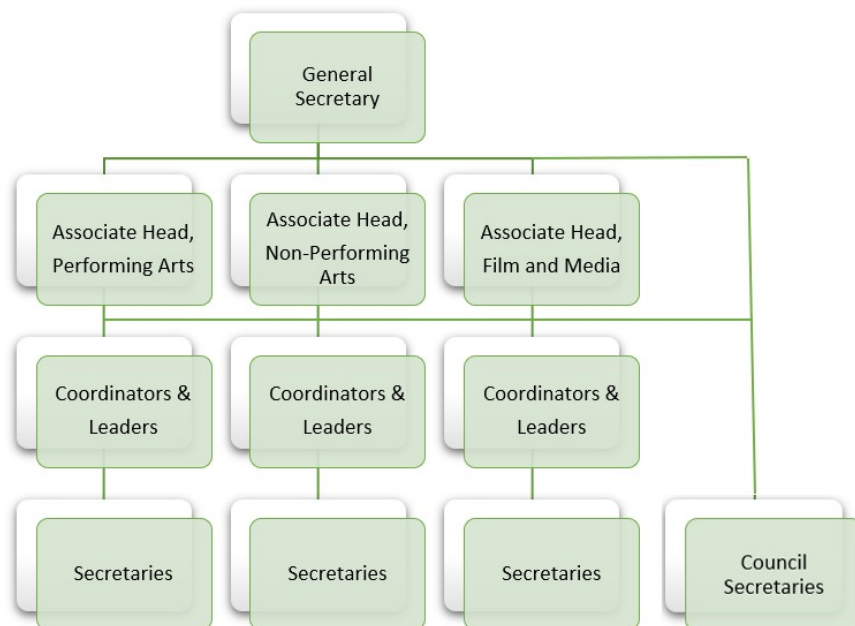 General
Secretary
Associate Head,
Performing Arts
Associate Head,
Non-Performing
Arts
Associate Head,
Film and Media
Coordinators &
Leaders
Coordinators &
Leaders
Coordinators &
Leaders
Secretaries
Secretaries
Secretaries
Council
Secretaries